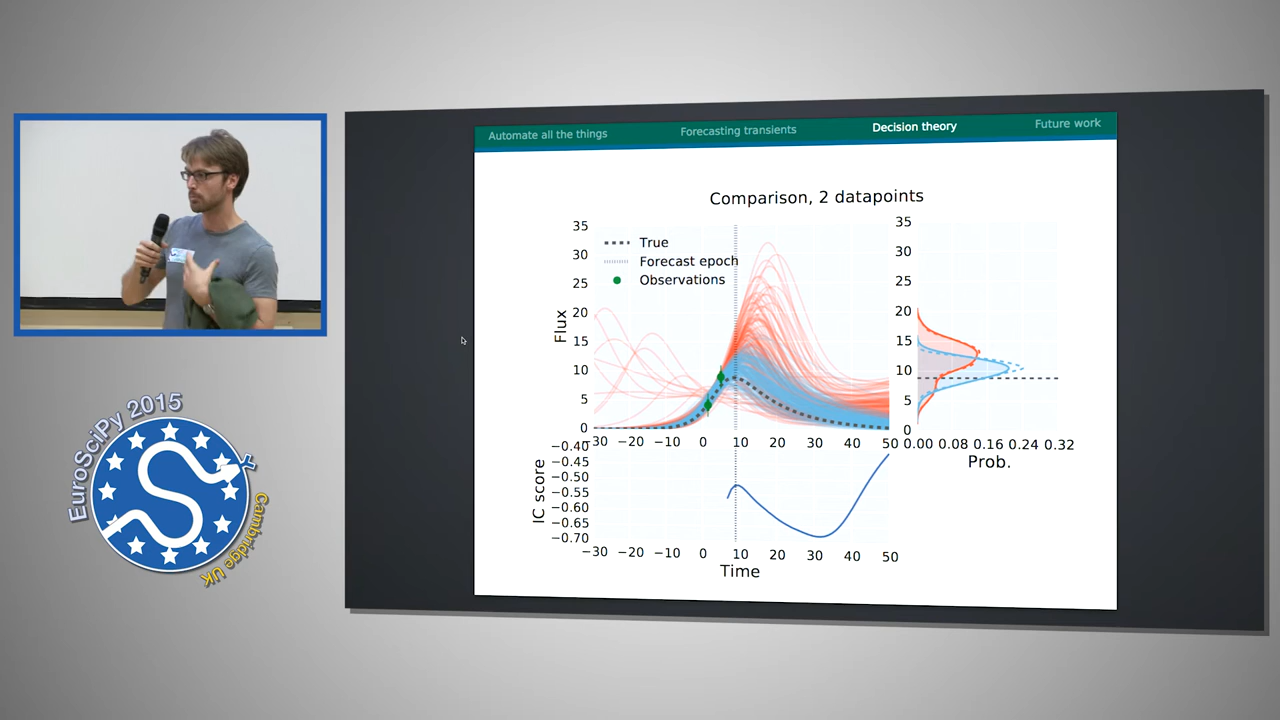 Automate all the things
Forecasting transients
Decision theory
Future work
Comparison, 2 datapoints
True
Forecast epoch
Observations
Flux
35
30
25
20
15
10
5
0
−30 −20 −10 0 10 20 30 40 50
35
30
25
20
15
10
5
0
0.00 0.08 0.16 0.24 0.32
Prob.
IC score
−0.40
−0.45
−0.50
−0.55
−0.60
−0.65
−0.70
−30 −20 −10 0 10 20 30 40 50
Time
EuroSciPy 2015
Cambridge UK